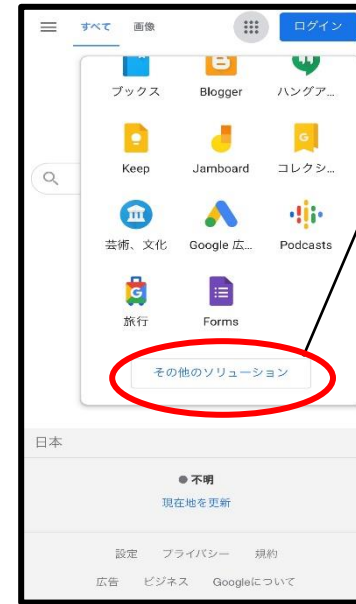 すべて 画像 ログイン
ブックス Blogger ハングア...
Keep Jamboard コレクシ...
芸術、文化 Google 広... Podcasts
旅行 Forms
その他のソリューション
日本
不明
現在地を更新
設定 プライバシー 規約
広告 ビジネス Googleについて